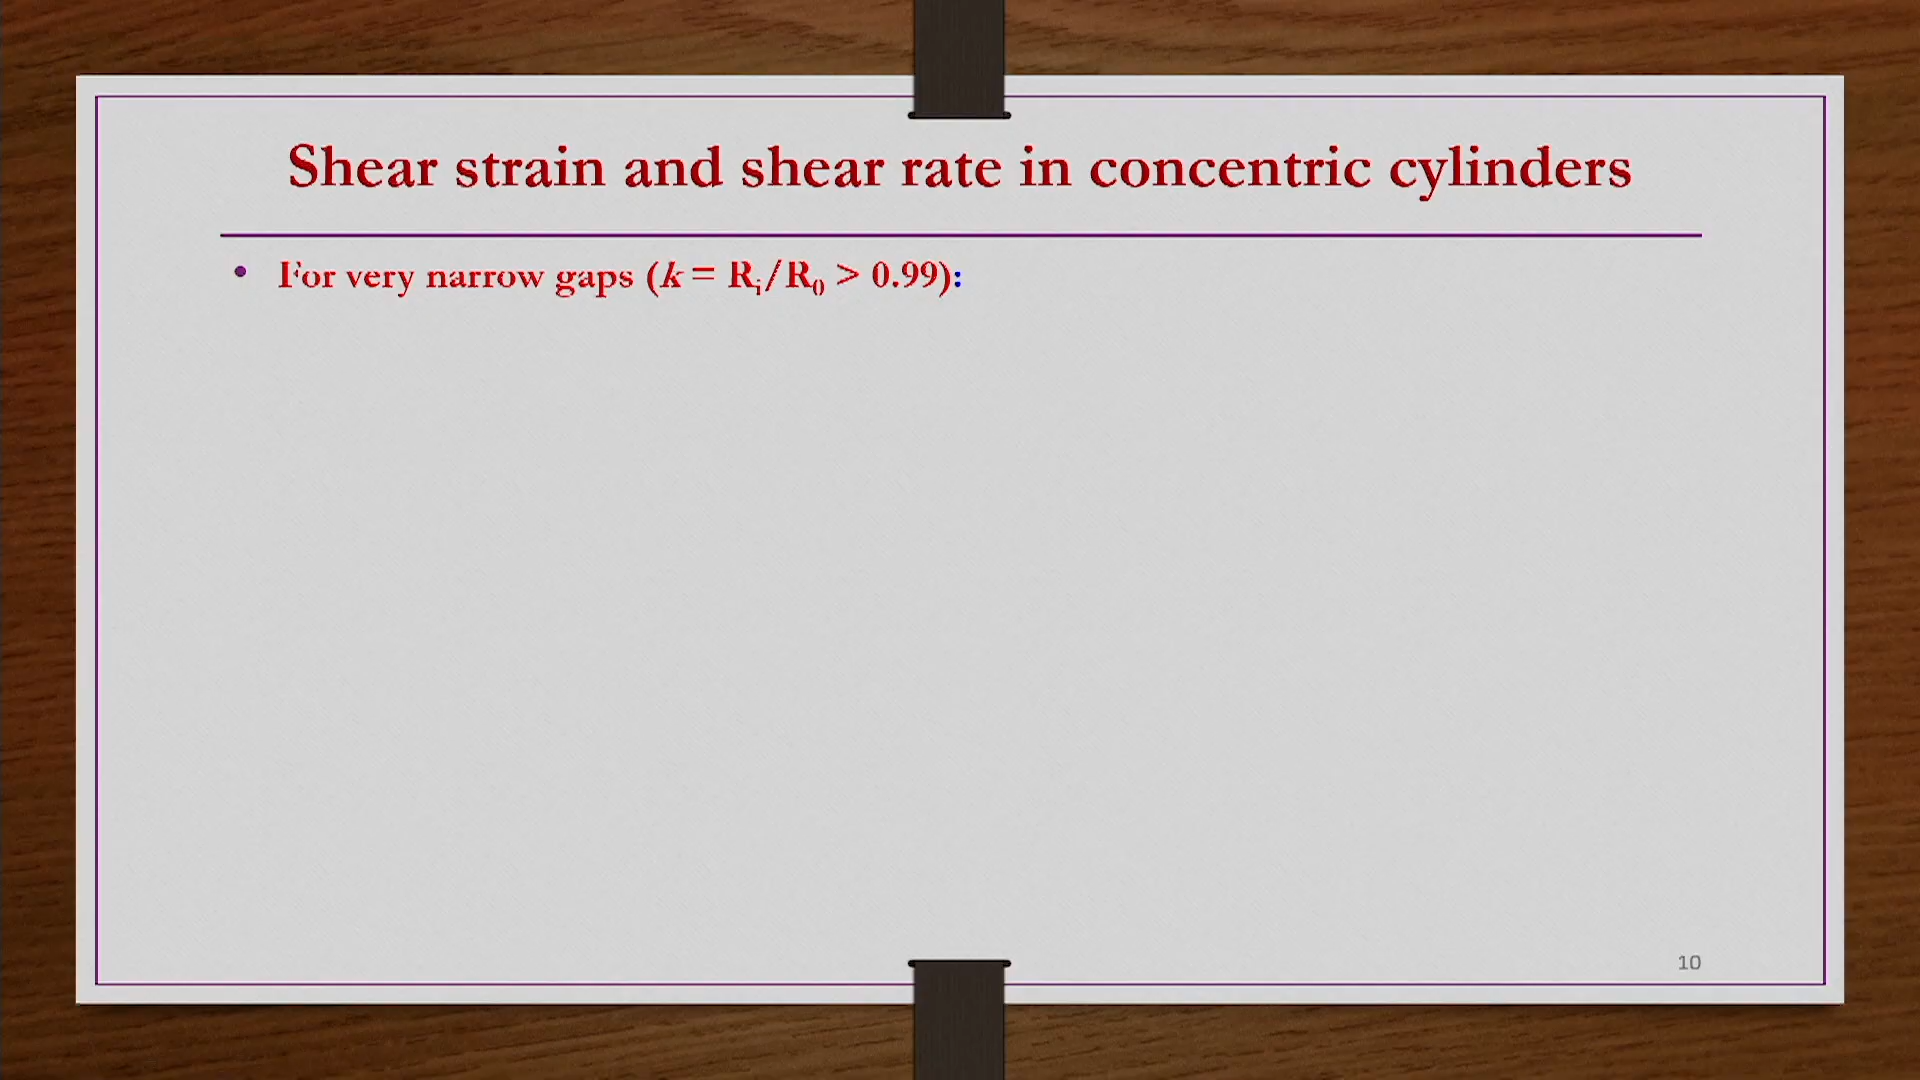 Shear strain and shear rate in concentric cylinders
• For very narrow gaps (k = Rᵢ/R₀ > 0.99):
10